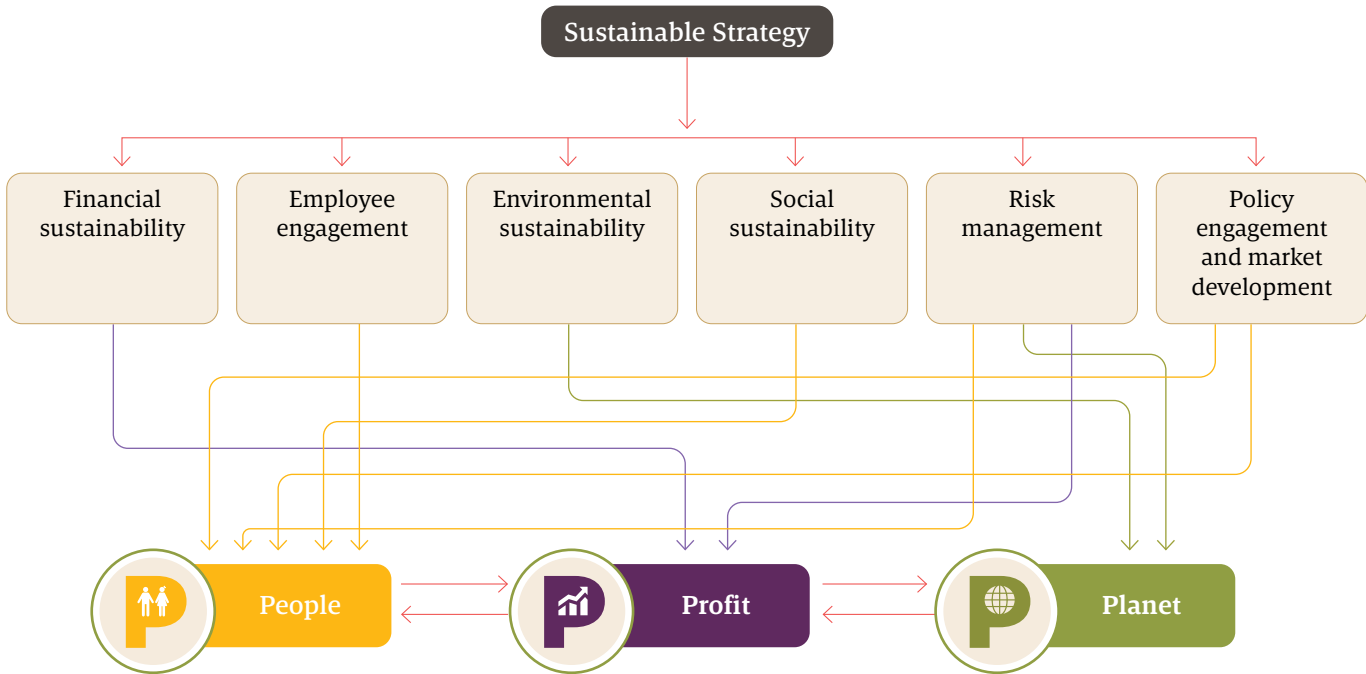 Sustainable Strategy
Financial
sustainability
Employee
engagement
Environmental
sustainability
Social
sustainability
Risk
management
Policy
engagement
and market
development
P
People
P
Profit
P
Planet